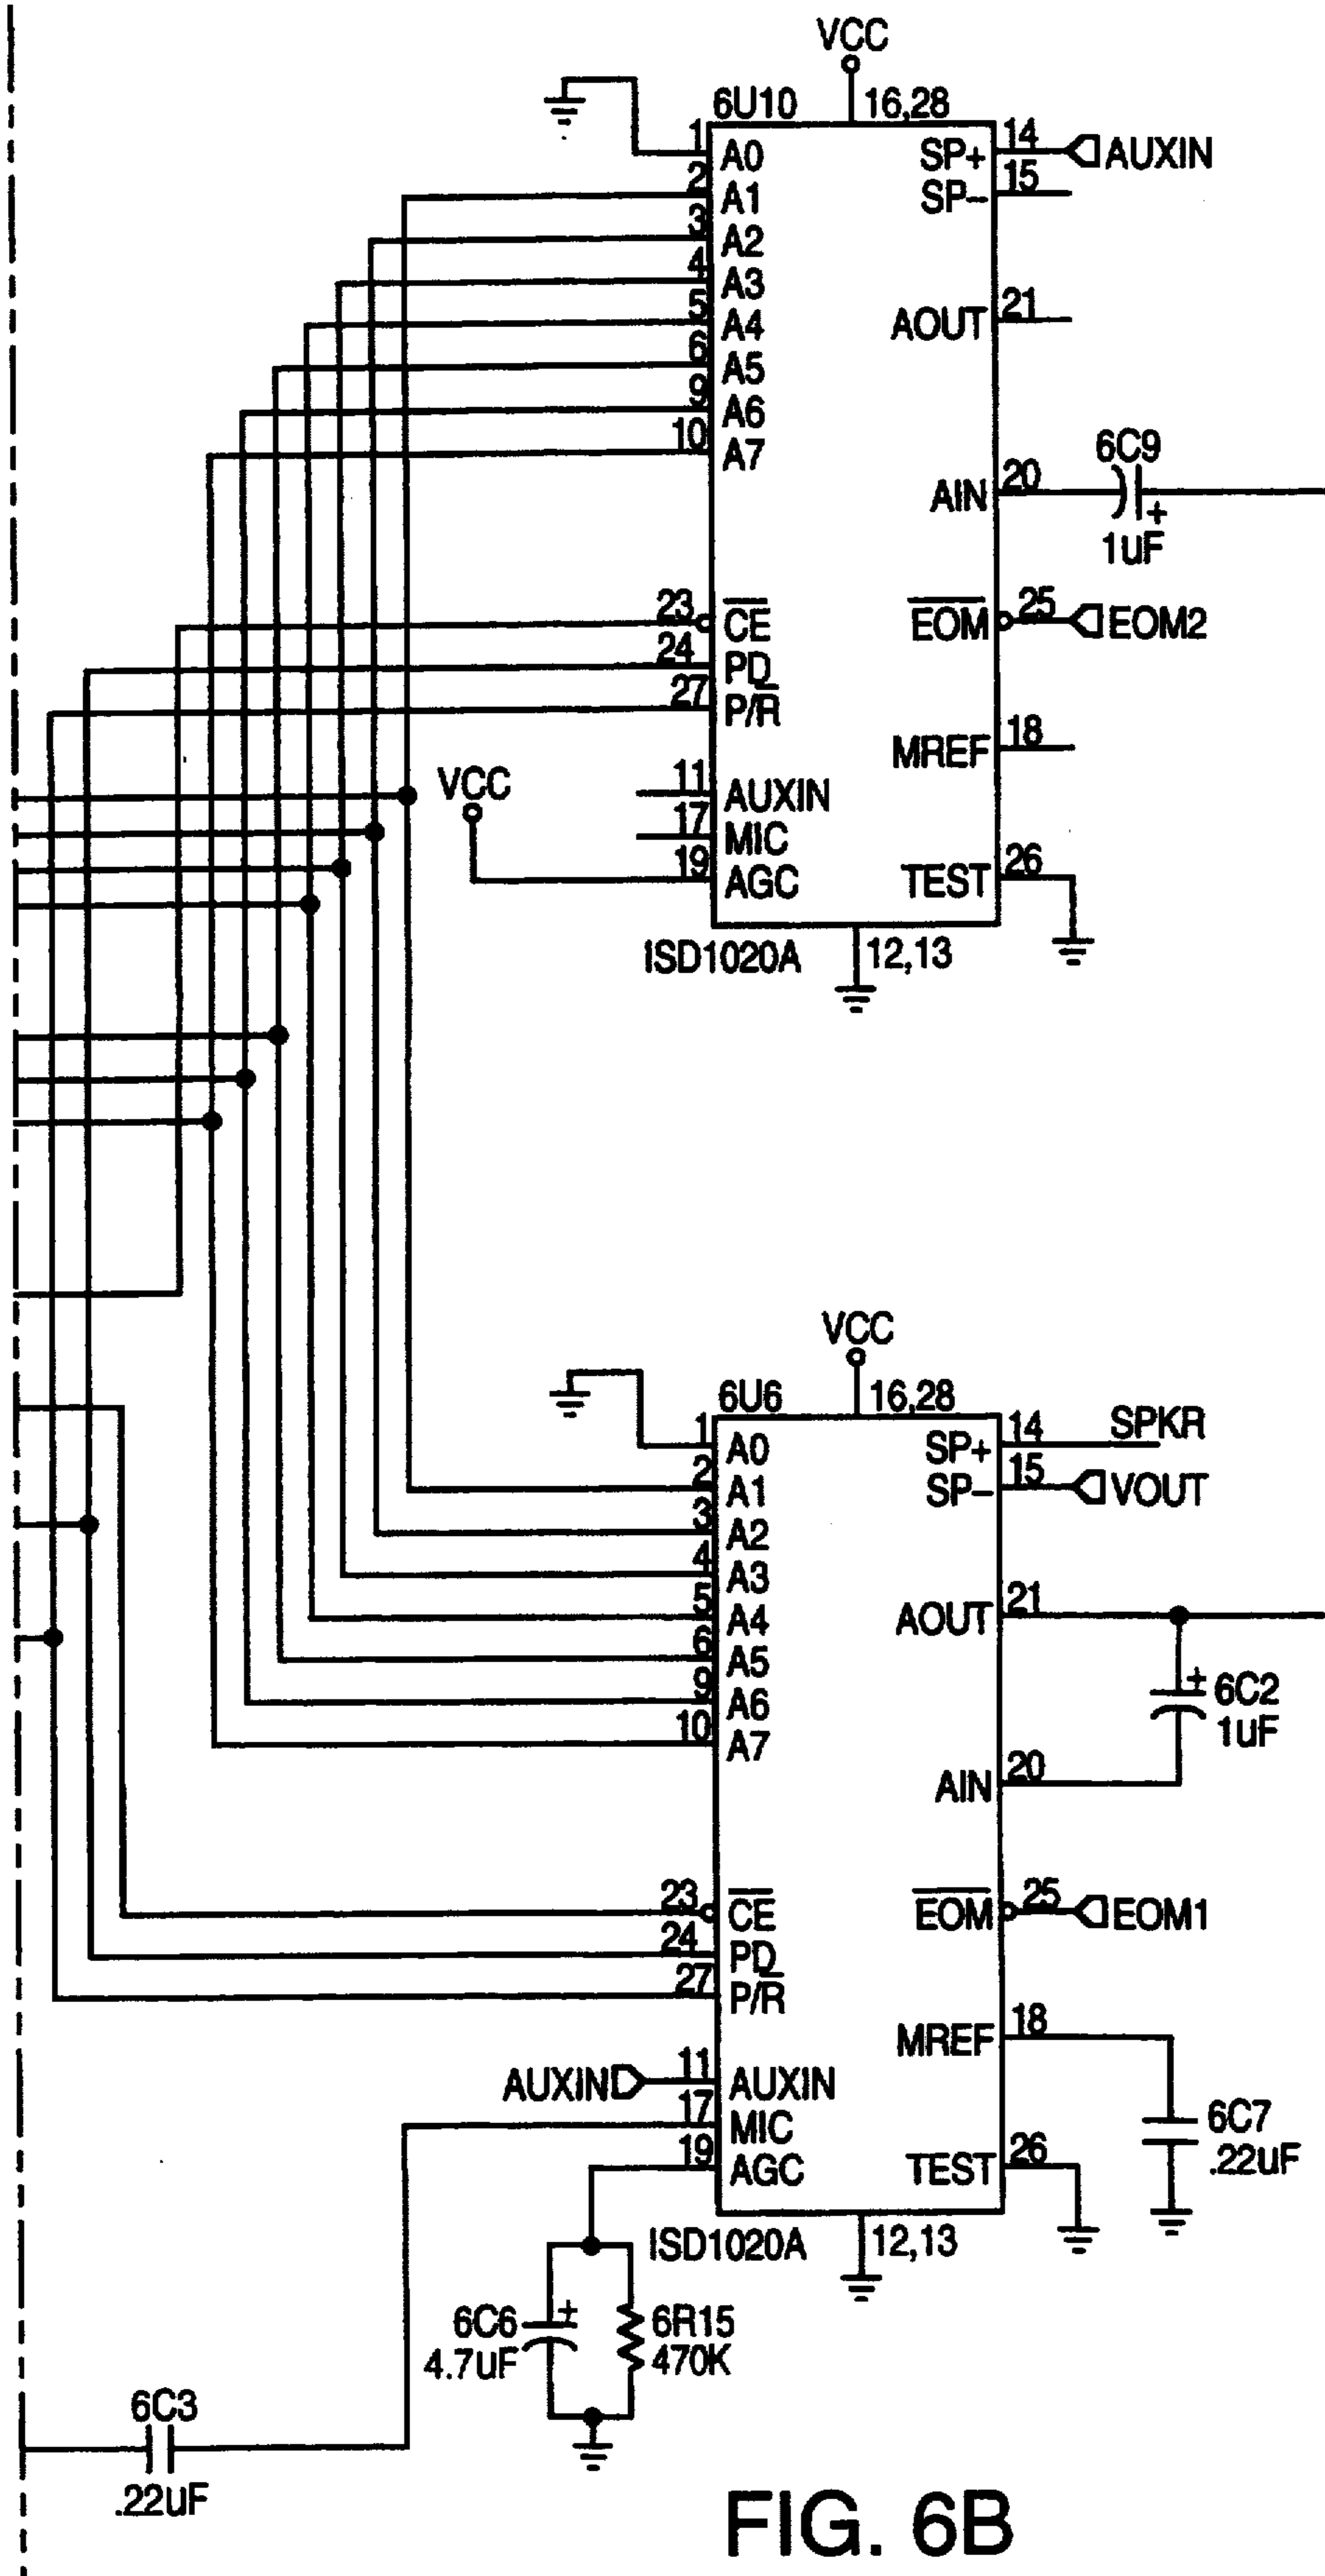 VCC
6U10
16,28
1
A0
SP+
14
AUXIN
2
A1
SP-
15
3
A2
4
A3
5
A4
AOUT
21
6
A5
9
A6
10
A7
AIN
20
6C9
+
1uF
23
CE
EOM
25
EOM2
24
PD
27
P/R
MREF
18
VCC
11
AUXIN
17
MIC
19
AGC
TEST
26
ISD1020A
12,13
VCC
6U6
16,28
1
A0
SP+
14
SPKR
2
A1
SP-
15
VOUT
3
A2
4
A3
5
A4
AOUT
21
6
A5
9
A6
+
6C2
1uF
10
A7
AIN
20
23
CE
EOM
25
EOM1
24
PD
27
P/R
MREF
18
AUXIN
11
AUXIN
17
MIC
6C7
.22uF
19
AGC
TEST
26
ISD1020A
12,13
6C6
+
4.7uF
6R15
470K
6C3
.22uF
FIG. 6B